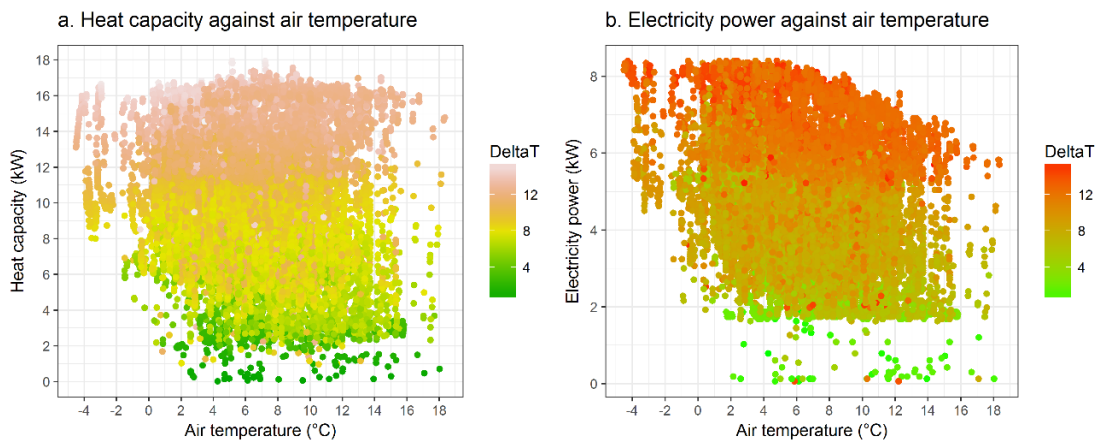 a. Heat capacity against air temperature
18
16
14
12
10
8
6
4
2
0
Heat capacity (kW)
-4 -2 0 2 4 6 8 10 12 14 16 18
Air temperature (°C)
DeltaT
12
8
4
b. Electricity power against air temperature
8
6
4
2
0
Electricity power (kW)
-4 -2 0 2 4 6 8 10 12 14 16 18
Air temperature (°C)
DeltaT
12
8
4